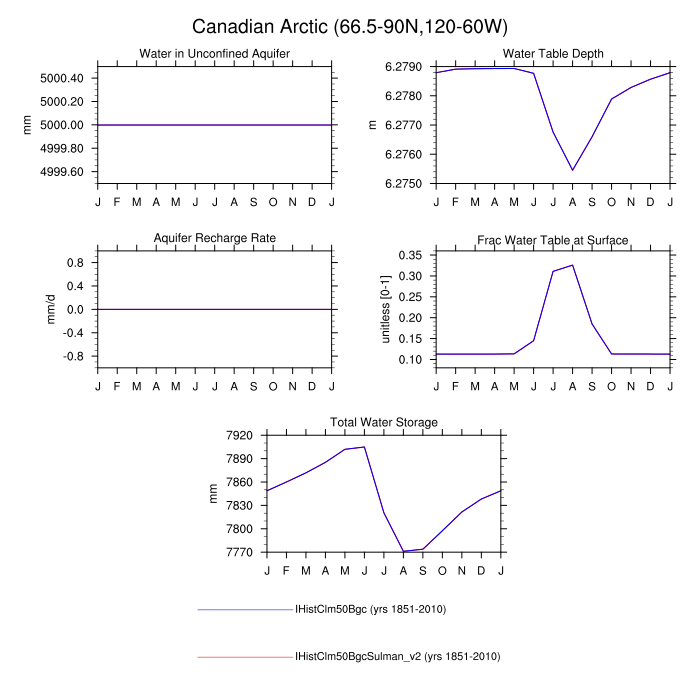 Canadian Arctic (66.5-90N,120-60W)
Water in Unconfined Aquifer
mm
5000.40
5000.20
5000.00
4999.80
4999.60
J F M A M J J A S O N D J
Water Table Depth
m
6.2790
6.2780
6.2770
6.2760
6.2750
J F M A M J J A S O N D J
Aquifer Recharge Rate
mm/d
0.8
0.4
0.0
-0.4
-0.8
J F M A M J J A S O N D J
Frac Water Table at Surface
unitless [0-1]
0.35
0.30
0.25
0.20
0.15
0.10
J F M A M J J A S O N D J
Total Water Storage
mm
7920
7890
7860
7830
7800
7770
J F M A M J J A S O N D J
IHistClm50Bgc (yrs 1851-2010)
IHistClm50BgcSulman_v2 (yrs 1851-2010)